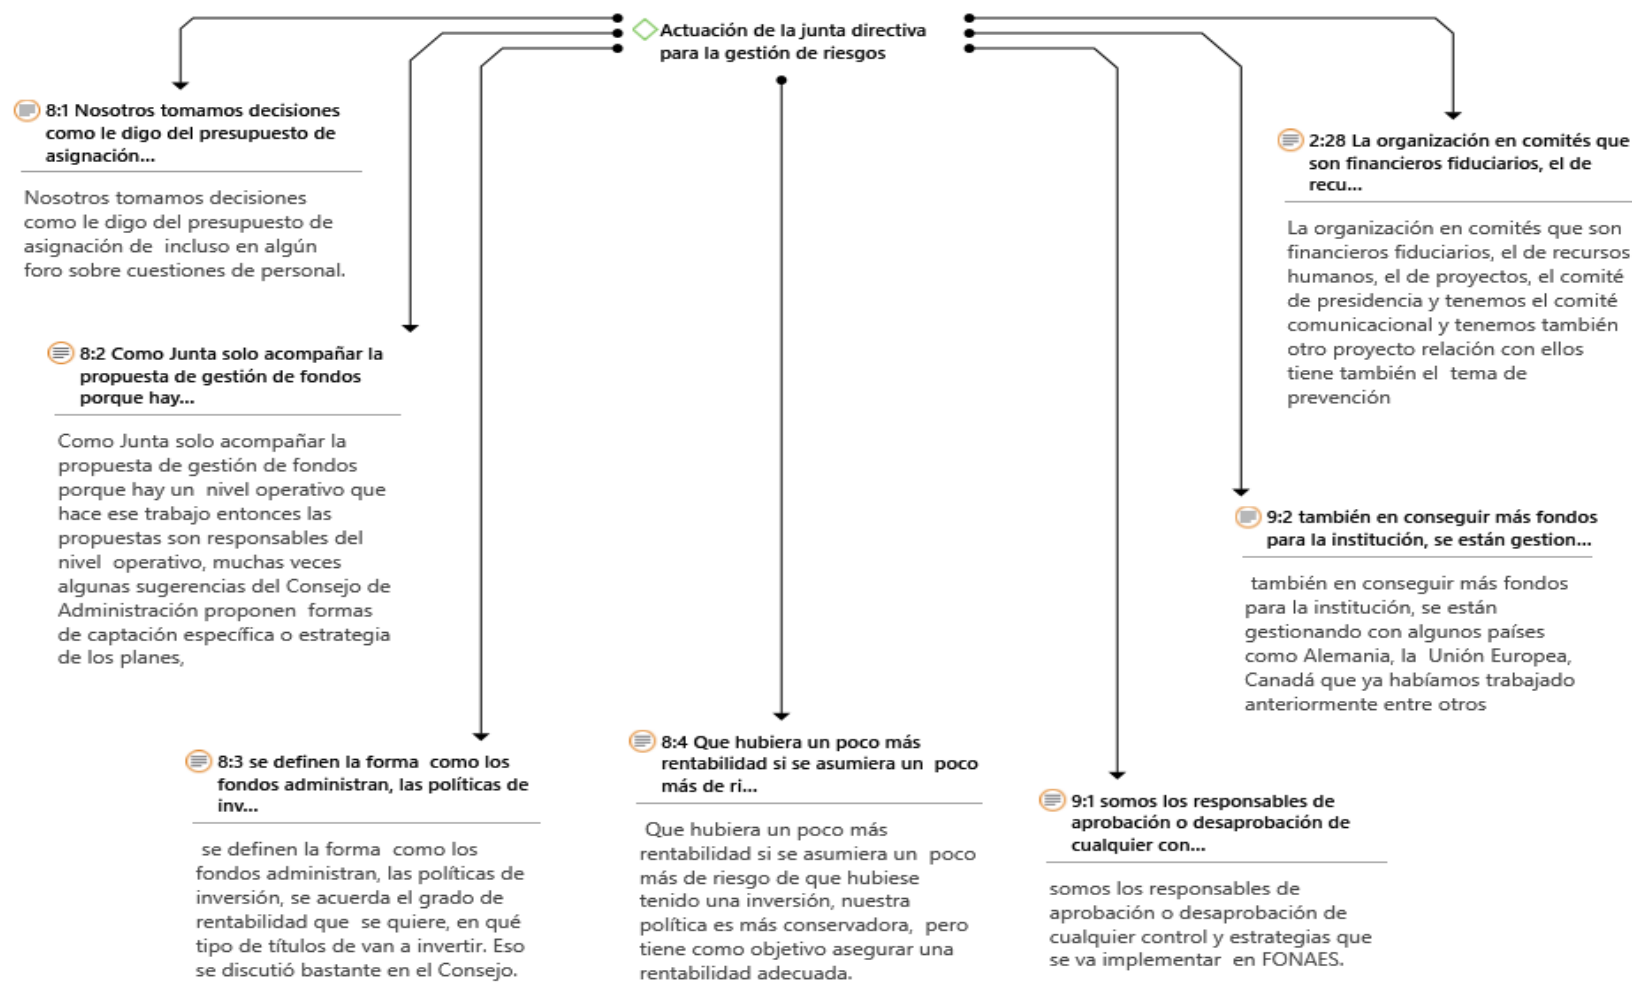 Actuación de la junta directiva
para la gestión de riesgos
8:1 Nosotros tomamos decisiones
como le digo del presupuesto de
asignación...
Nosotros tomamos decisiones
como le digo del presupuesto de
asignación de  incluso en algún
foro sobre cuestiones de personal.
8:2 Como Junta solo acompañar la
propuesta de gestión de fondos
porque hay...
Como Junta solo acompañar la
propuesta de gestión de fondos
porque hay un  nivel operativo que
hace ese trabajo entonces las
propuestas son responsables del
nivel  operativo, muchas veces
algunas sugerencias del Consejo de
Administración proponen  formas
de captación específica o estrategia
de los planes,
8:3 se definen la forma  como los
fondos administran, las políticas de
inv...
se definen la forma  como los
fondos administran, las políticas de
inversión, se acuerda el grado de
rentabilidad que  se quiere, en qué
tipo de títulos de van a invertir. Eso
se discutió bastante en el Consejo.
8:4 Que hubiera un poco más
rentabilidad si se asumiera un  poco
más de ri...
Que hubiera un poco más
rentabilidad si se asumiera un  poco
más de riesgo de que hubiese
tenido una inversión, nuestra
política es más conservadora,  pero
tiene como objetivo asegurar una
rentabilidad adecuada.
9:1 somos los responsables de
aprobación o desaprobación de
cualquier con...
somos los responsables de
aprobación o desaprobación de
cualquier control y estrategias que
se va implementar  en FONAES.
9:2 también en conseguir más fondos
para la institución, se están gestion...
también en conseguir más fondos
para la institución, se están
gestionando con algunos países
como Alemania, la  Unión Europea,
Canadá que ya habíamos trabajado
anteriormente entre otros
2:28 La organización en comités que
son financieros fiduciarios, el de
recu...
La organización en comités que son
financieros fiduciarios, el de recursos
humanos, el de proyectos, el comité
de presidencia y tenemos el comité
comunicacional y tenemos también
otro proyecto relación con ellos
tiene también el  tema de
prevención